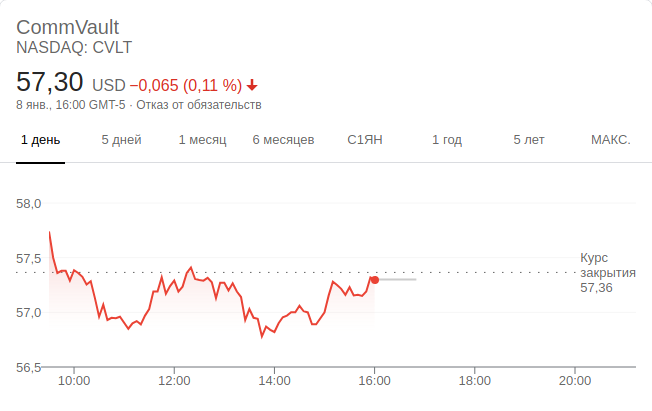 CommVault
NASDAQ: CVLT
57,30 USD −0,065 (0,11 %)
8 янв., 16:00 GMT-5 · Отказ от обязательств
1 день 5 дней 1 месяц 6 месяцев С1ЯН 1 год 5 лет МАКС.
58,0
57,5
57,0
56,5
Курс
закрытия
57,36
10:00 12:00 14:00 16:00 18:00 20:00